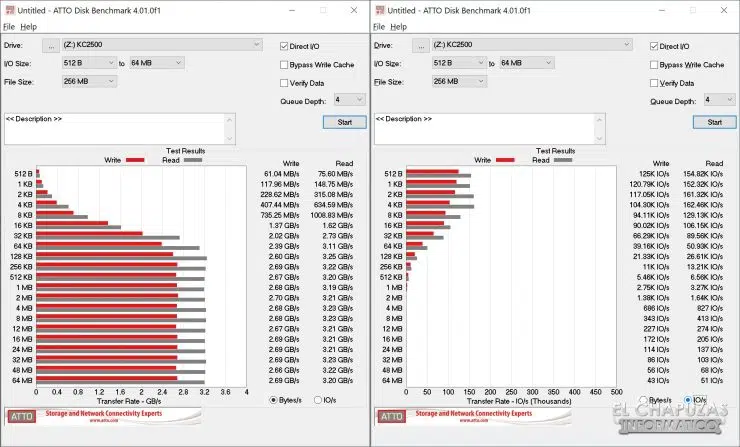 Untitled - ATTO Disk Benchmark 4.01.0f1
File Help
Drive: ... (Z:) KC2500
Direct I/O
I/O Size: 512 B to 64 MB
Bypass Write Cache
File Size: 256 MB
Verify Data
Queue Depth: 4
<< Description >>
Start
Test Results
Write Read
Write Read
512 B 61.04 MB/s 75.60 MB/s
1 KB 117.96 MB/s 148.75 MB/s
2 KB 228.62 MB/s 315.08 MB/s
4 KB 407.44 MB/s 634.59 MB/s
8 KB 735.25 MB/s 1008.83 MB/s
16 KB 1.37 GB/s 1.62 GB/s
32 KB 2.02 GB/s 2.73 GB/s
64 KB 2.39 GB/s 3.11 GB/s
128 KB 2.60 GB/s 3.25 GB/s
256 KB 2.69 GB/s 3.22 GB/s
512 KB 2.67 GB/s 3.20 GB/s
1 MB 2.68 GB/s 3.19 GB/s
2 MB 2.70 GB/s 3.21 GB/s
4 MB 2.68 GB/s 3.23 GB/s
8 MB 2.68 GB/s 3.23 GB/s
12 MB 2.67 GB/s 3.21 GB/s
16 MB 2.69 GB/s 3.21 GB/s
24 MB 2.69 GB/s 3.21 GB/s
32 MB 2.69 GB/s 3.23 GB/s
48 MB 2.66 GB/s 3.22 GB/s
64 MB 2.69 GB/s 3.20 GB/s
0 0.4 0.8 1.2 1.6 2 2.4 2.8 3.2 3.6 4
Transfer Rate - GB/s
Bytes/s IO/s
ATTO Storage and Network Connectivity Experts
www.atto.com
Untitled - ATTO Disk Benchmark 4.01.0f1
File Help
Drive: ... (Z:) KC2500
Direct I/O
I/O Size: 512 B to 64 MB
Bypass Write Cache
File Size: 256 MB
Verify Data
Queue Depth: 4
<< Description >>
Start
Test Results
Write Read
Write Read
512 B 125K IO/s 154.82K IO/s
1 KB 120.79K IO/s 152.32K IO/s
2 KB 117.05K IO/s 161.32K IO/s
4 KB 104.30K IO/s 162.46K IO/s
8 KB 94.11K IO/s 129.13K IO/s
16 KB 90.02K IO/s 106.15K IO/s
32 KB 66.29K IO/s 89.56K IO/s
64 KB 39.16K IO/s 50.93K IO/s
128 KB 21.33K IO/s 26.61K IO/s
256 KB 11K IO/s 13.21K IO/s
512 KB 5.46K IO/s 6.56K IO/s
1 MB 2.75K IO/s 3.27K IO/s
2 MB 1.38K IO/s 1.64K IO/s
4 MB 686 IO/s 827 IO/s
8 MB 343 IO/s 413 IO/s
12 MB 227 IO/s 274 IO/s
16 MB 172 IO/s 205 IO/s
24 MB 114 IO/s 137 IO/s
32 MB 86 IO/s 103 IO/s
48 MB 56 IO/s 68 IO/s
64 MB 43 IO/s 51 IO/s
0 50 100 150 200 250 300 350 400 450 500
Transfer Rate - IO/s (Thousands)
Bytes/s IO/s
ATTO Storage and Network Connectivity Experts
www.atto.com
EL CHAPUZAS
INFORMÁTICO